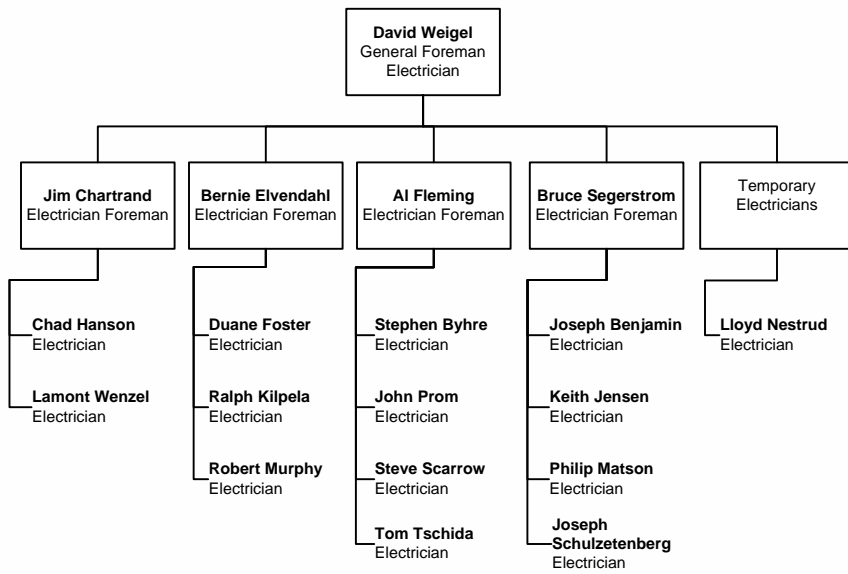 David Weigel
General Foreman
Electrician
Jim Chartrand
Electrician Foreman
Bernie Elvendahl
Electrician Foreman
Al Fleming
Electrician Foreman
Bruce Segerstrom
Electrician Foreman
Temporary
Electricians
Chad Hanson
Electrician
Lamont Wenzel
Electrician
Duane Foster
Electrician
Ralph Kilpela
Electrician
Robert Murphy
Electrician
Stephen Byhre
Electrician
John Prom
Electrician
Steve Scarrow
Electrician
Tom Tschida
Electrician
Joseph Benjamin
Electrician
Keith Jensen
Electrician
Philip Matson
Electrician
Joseph
Schulzetenberg
Electrician
Lloyd Nestrud
Electrician